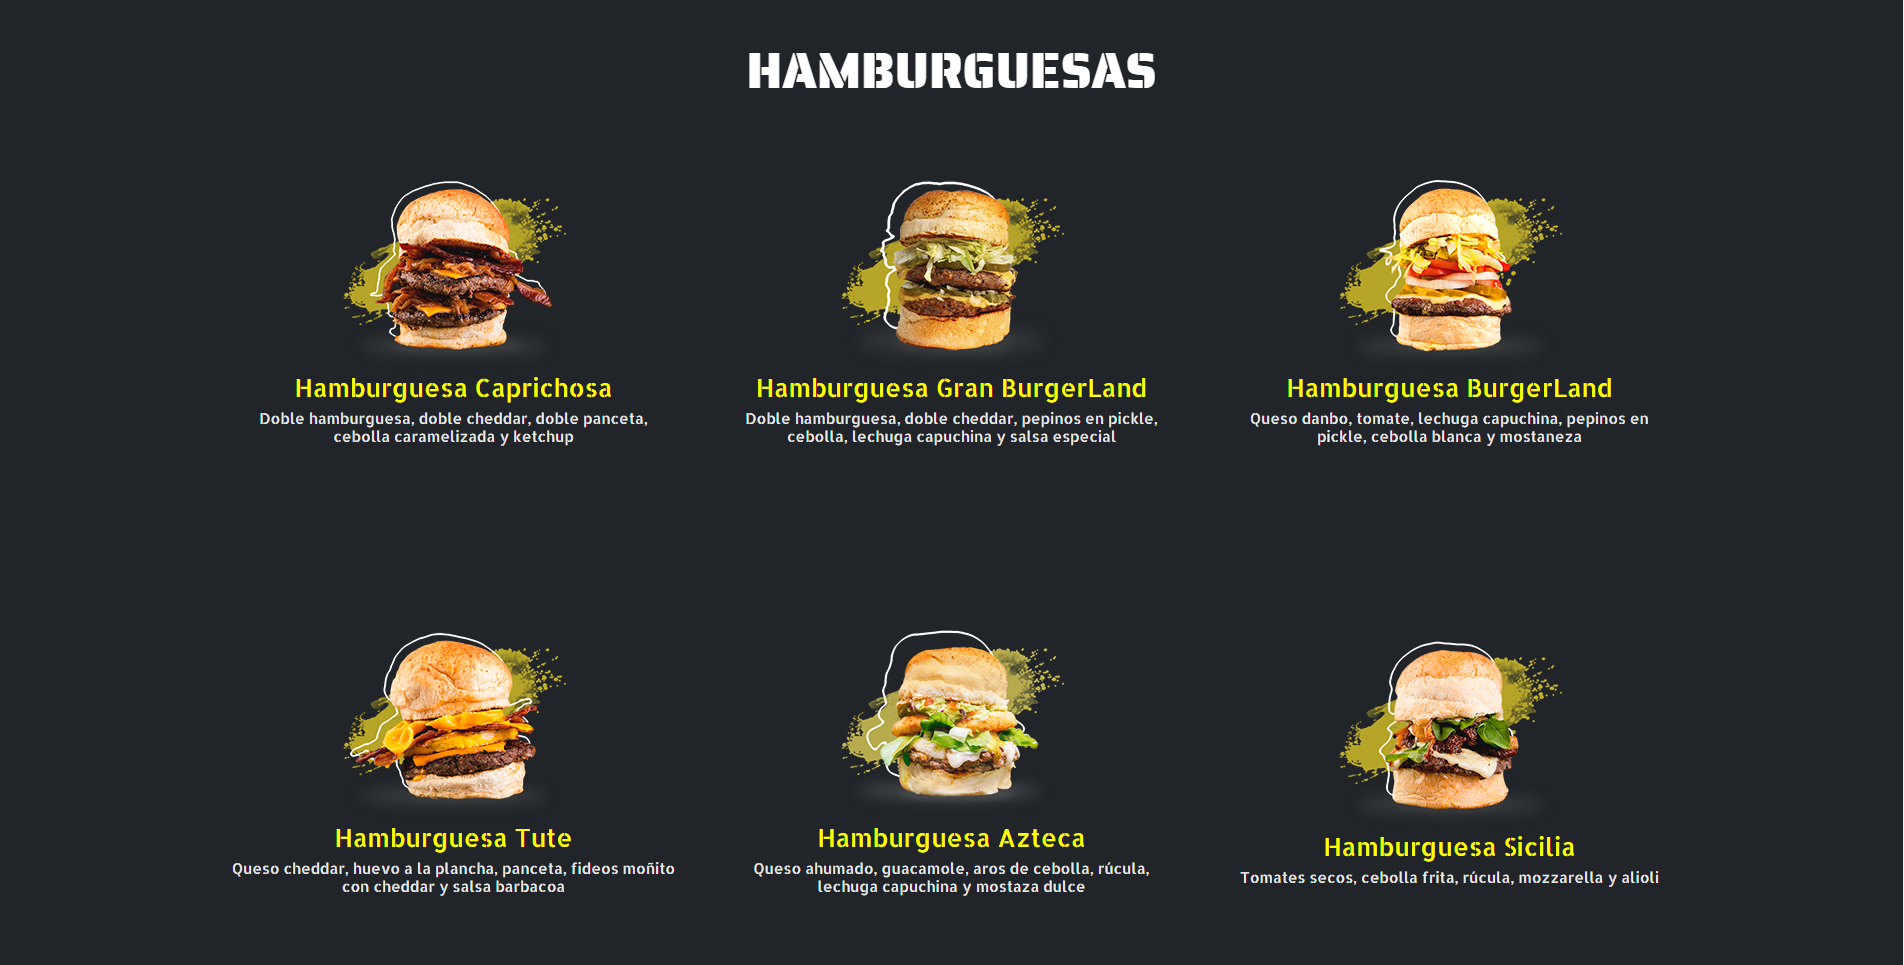 HAMBURGUESAS
Hamburguesa Caprichosa
Doble hamburguesa, doble cheddar, doble panceta,
cebolla caramelizada y ketchup
Hamburguesa Gran BurgerLand
Doble hamburguesa, doble cheddar, pepinos en pickle,
cebolla, lechuga capuchina y salsa especial
Hamburguesa BurgerLand
Queso danbo, tomate, lechuga capuchina, pepinos en
pickle, cebolla blanca y mostaneza
Hamburguesa Tute
Queso cheddar, huevo a la plancha, panceta, fideos moñito
con cheddar y salsa barbacoa
Hamburguesa Azteca
Queso ahumado, guacamole, aros de cebolla, rúcula,
lechuga capuchina y mostaza dulce
Hamburguesa Sicilia
Tomates secos, cebolla frita, rúcula, mozzarella y alioli